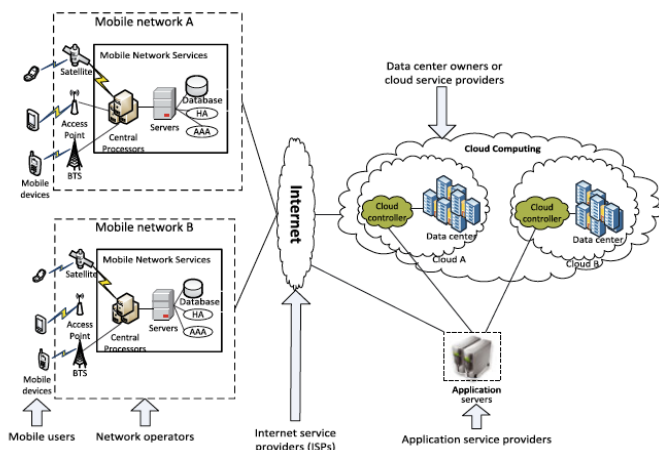 Mobile network A
Mobile Network Services
Satellite
Database
HA
AAA
Access
Point
Servers
Central
Processors
Mobile
devices
BTS
Mobile network B
Mobile Network Services
Satellite
Database
HA
AAA
Access
Point
Servers
Central
Processors
Mobile
devices
BTS
Mobile users
Network operators
Internet
Internet service
providers (ISPs)
Data center owners or
cloud service providers
Cloud Computing
Cloud
controller
Data center
Cloud A
Cloud
controller
Data center
Cloud B
Application
servers
Application service providers